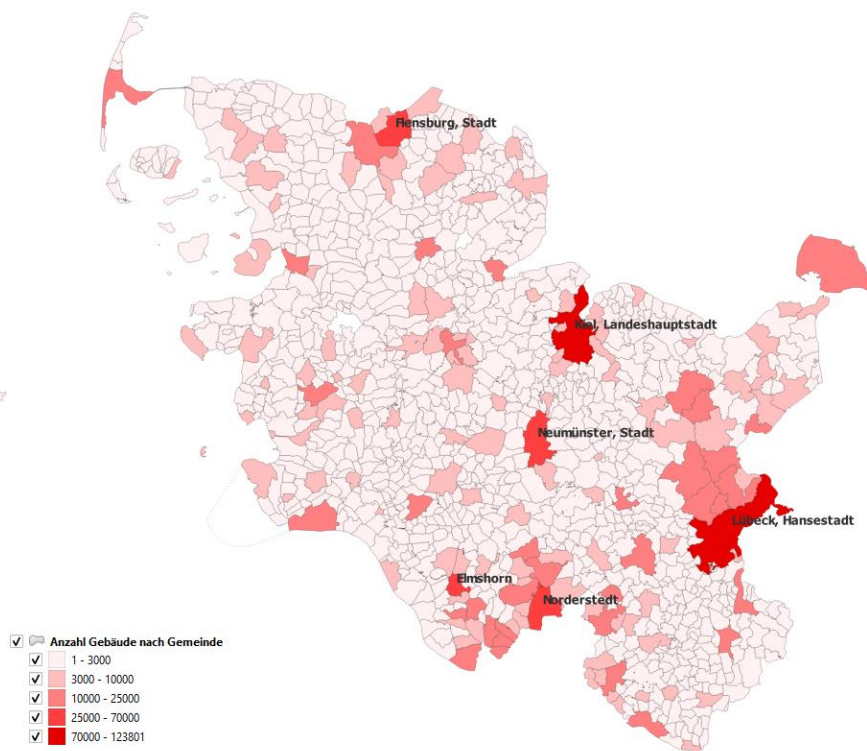 Flensburg, Stadt
Kiel, Landeshauptstadt
Neumünster, Stadt
Lübeck, Hansestadt
Elmshorn
Norderstedt
Anzahl Gebäude nach Gemeinde
1 - 3000
3000 - 10000
10000 - 25000
25000 - 70000
70000 - 123801